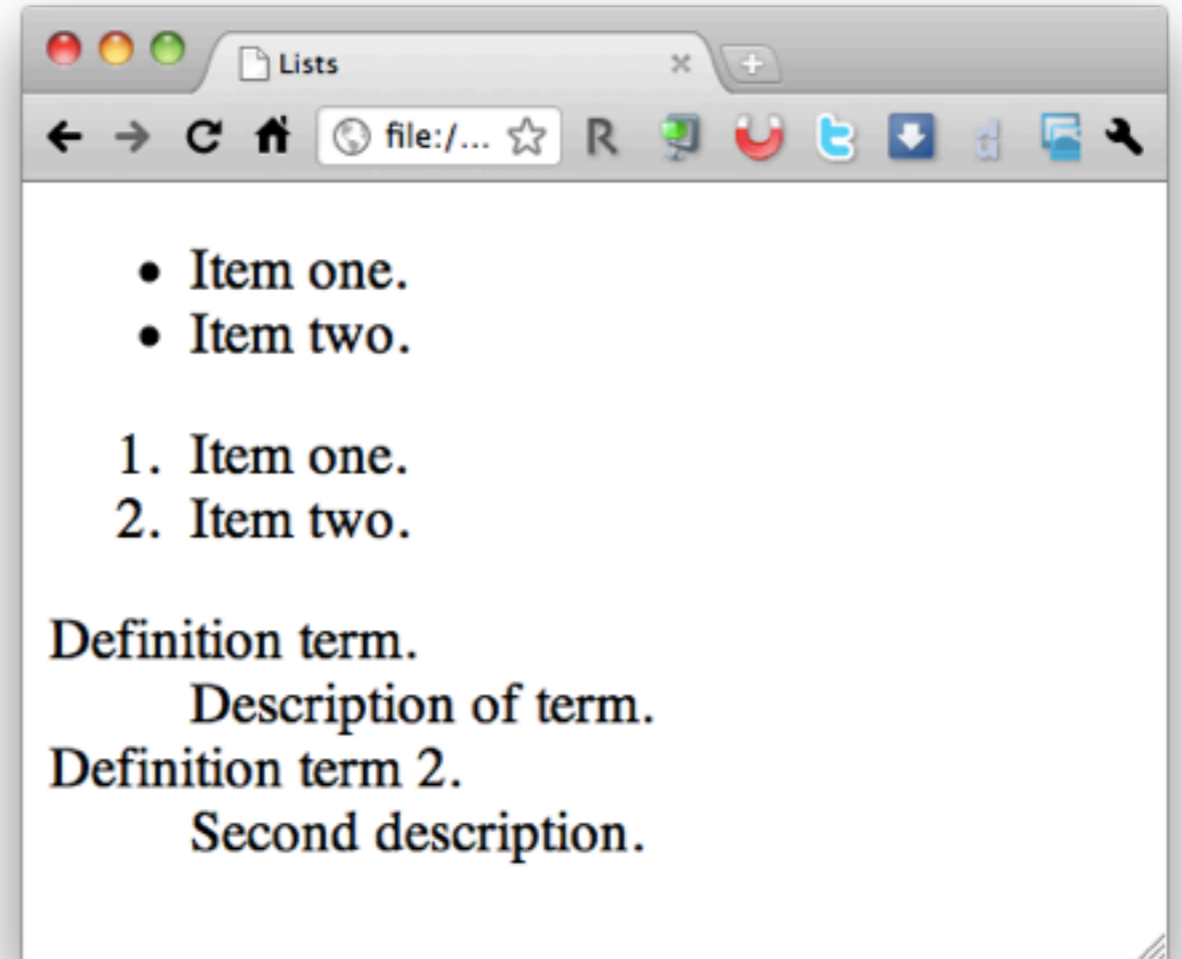 Lists
file:/...
• Item one.
• Item two.
1. Item one.
2. Item two.
Definition term.
Description of term.
Definition term 2.
Second description.